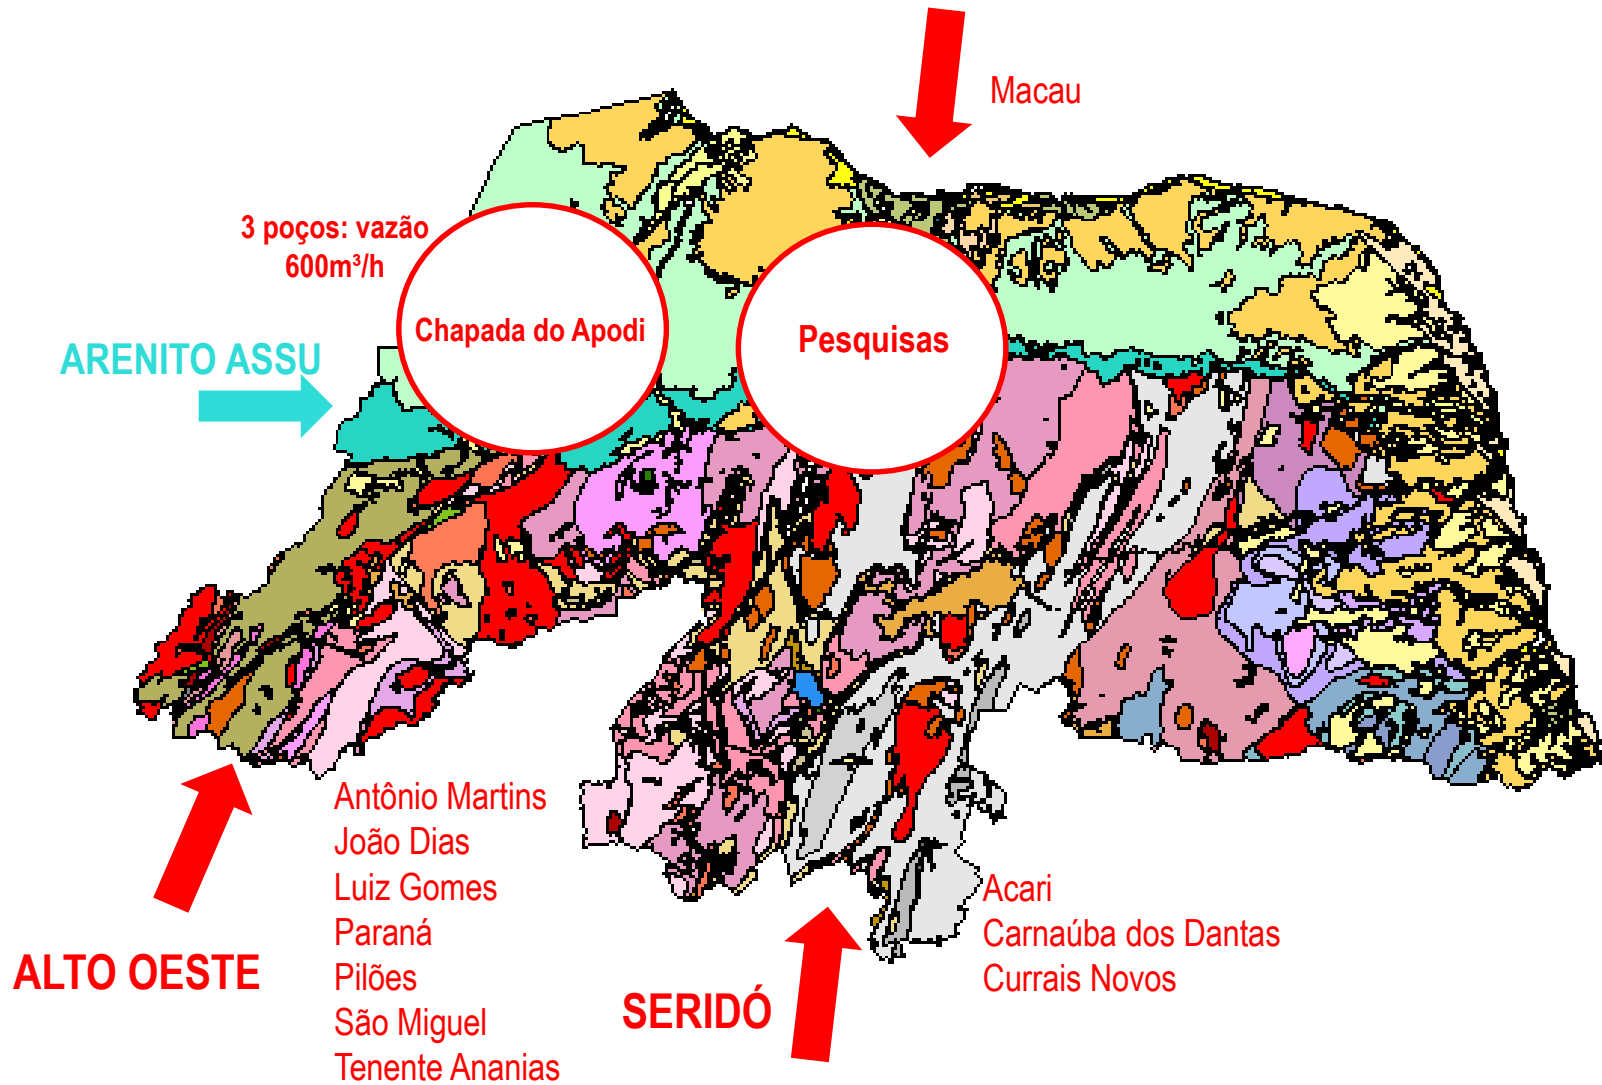 Macau
3 poços: vazão
600m³/h
Chapada do Apodi
Pesquisas
ARENITO ASSU
Antônio Martins
João Dias
Luiz Gomes
Paraná
Pilões
São Miguel
Tenente Ananias
ALTO OESTE
SERIDÓ
Acari
Carnaúba dos Dantas
Currais Novos